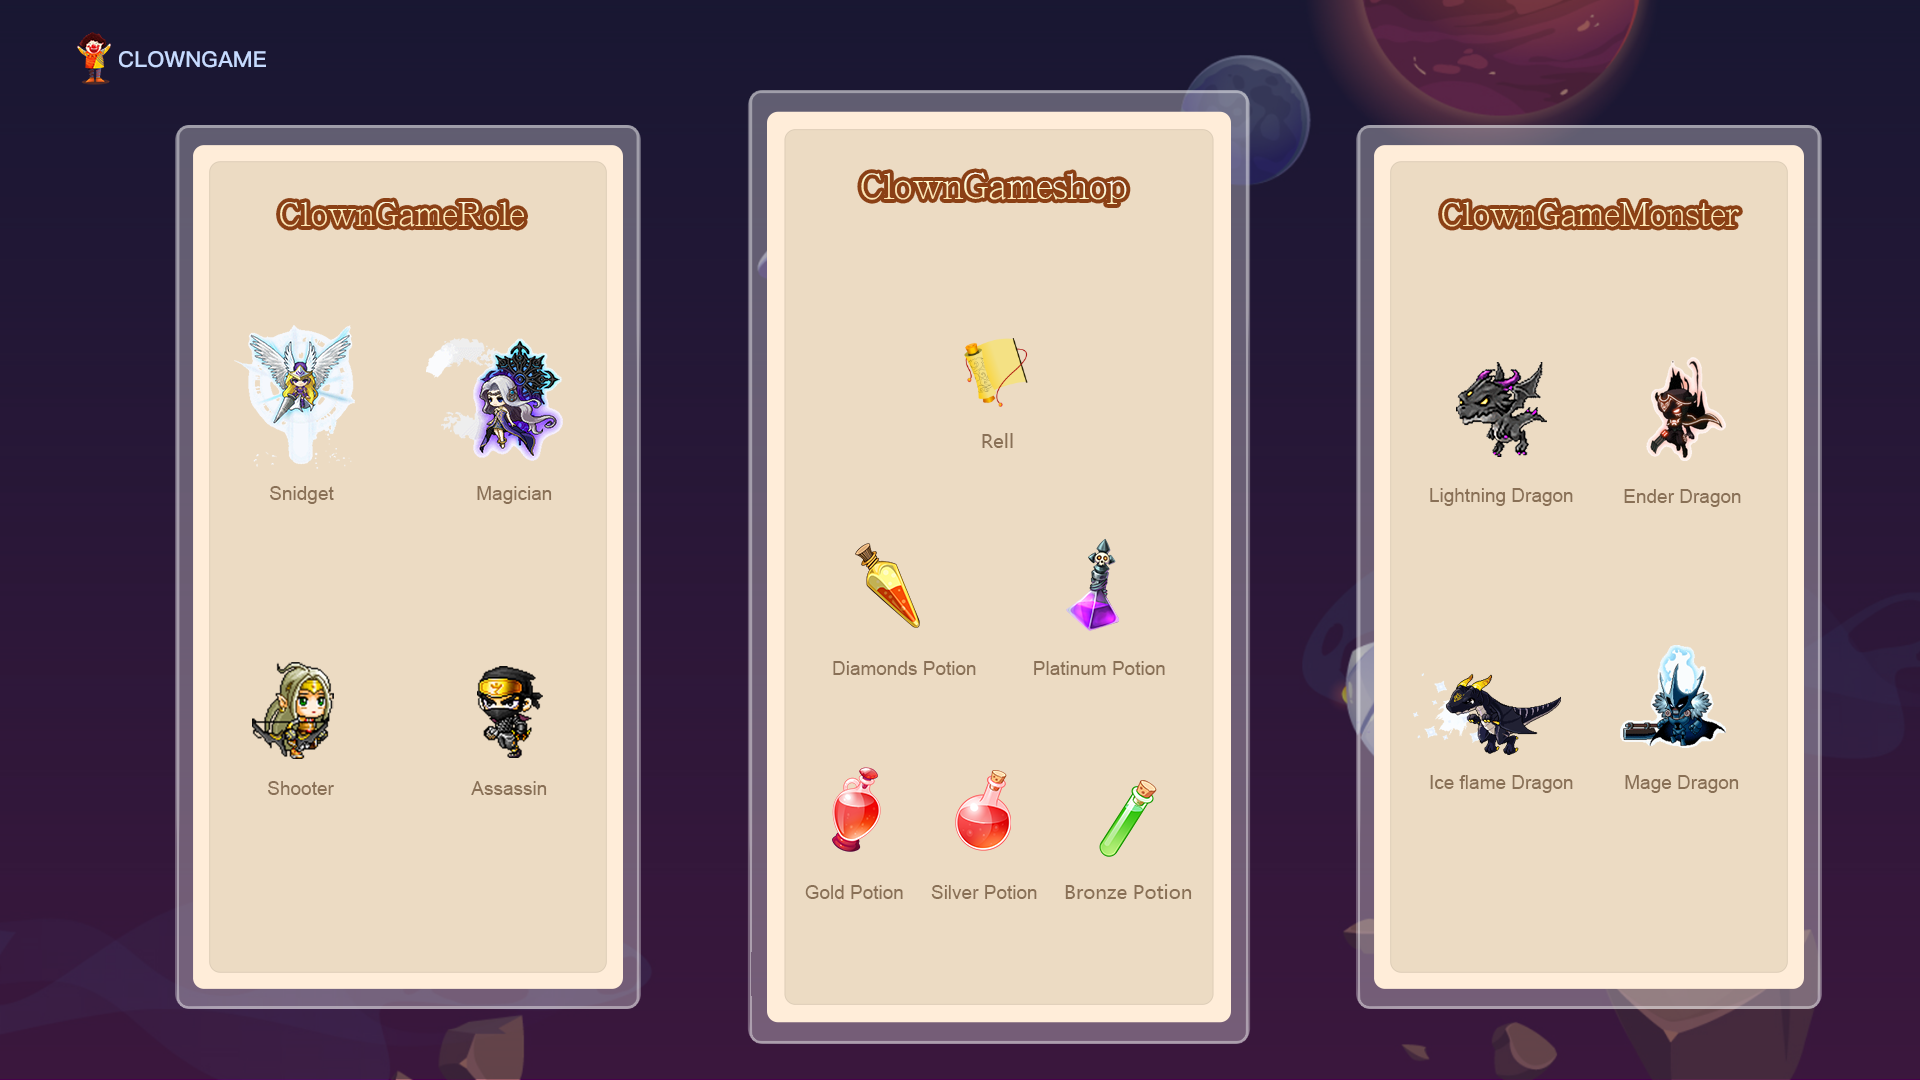 CLOWNGAME
ClownGameRole
Snidget
Magician
Shooter
Assassin
ClownGameshop
Rell
Diamonds Potion
Platinum Potion
Gold Potion
Silver Potion
Bronze Potion
ClownGameMonster
Lightning Dragon
Ender Dragon
Ice flame Dragon
Mage Dragon